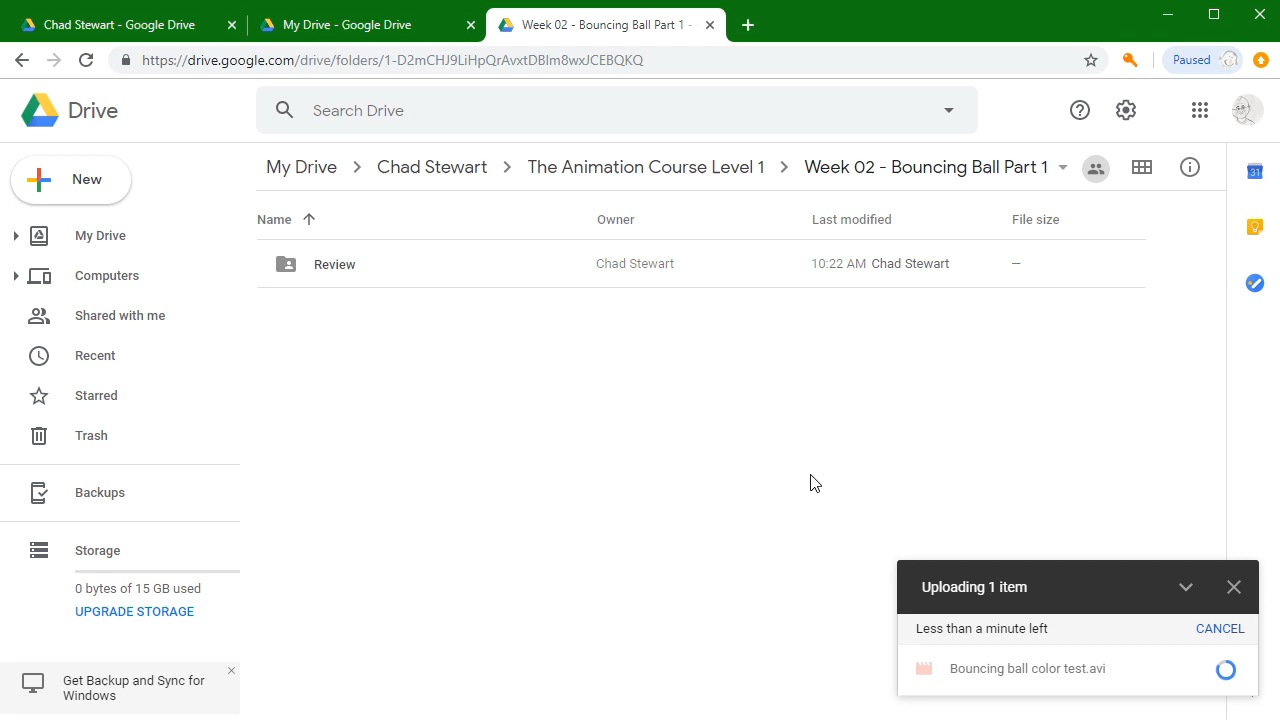 Chad Stewart - Google Drive
My Drive - Google Drive
Week 02 - Bouncing Ball Part 1 -
https://drive.google.com/drive/folders/1-D2mCHJ9LiHpQrAvxtDBlm8wxJCEBQKQ
Paused
Drive
Search Drive
New
My Drive
Computers
Shared with me
Recent
Starred
Trash
Backups
Storage
0 bytes of 15 GB used
UPGRADE STORAGE
Get Backup and Sync for
Windows
My Drive > Chad Stewart > The Animation Course Level 1 > Week 02 - Bouncing Ball Part 1
Name Owner Last modified File size
Review Chad Stewart 10:22 AM Chad Stewart —
31
Uploading 1 item
Less than a minute left CANCEL
Bouncing ball color test.avi